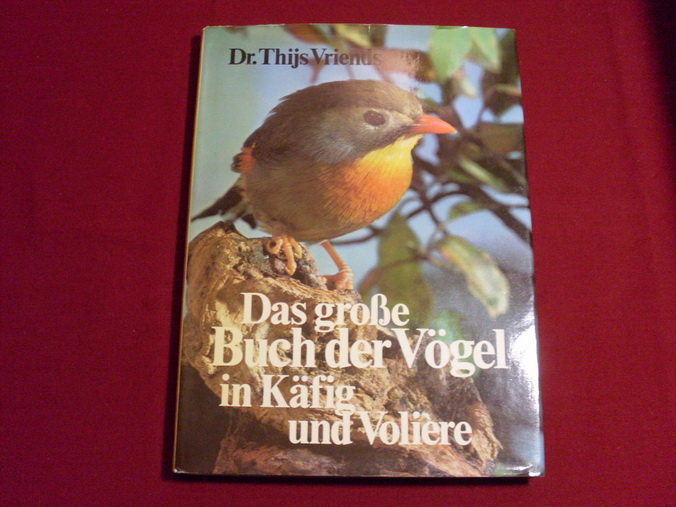 Dr. Thijs Vriends
Das große
Buch der Vögel
in Käfig
und Volière